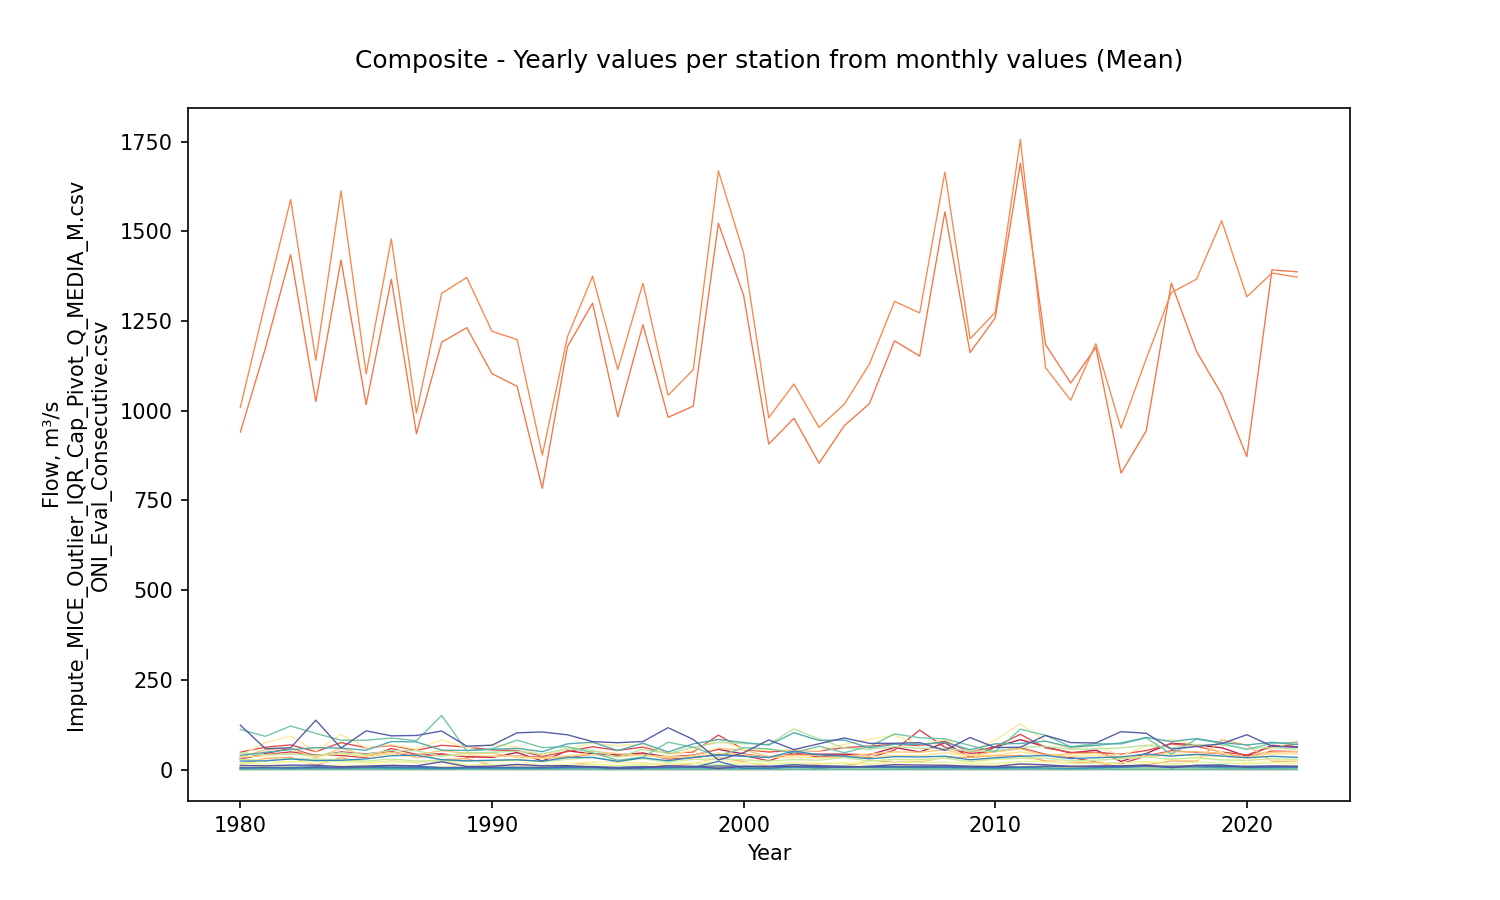 Composite - Yearly values per station from monthly values (Mean)
Flow, m³/s
Impute_MICE_Outlier_IQR_Cap_Pivot_Q_MEDIA_M.csv
ONI_Eval_Consecutive.csv
1750
1500
1250
1000
750
500
250
0
1980 1990 2000 2010 2020
Year